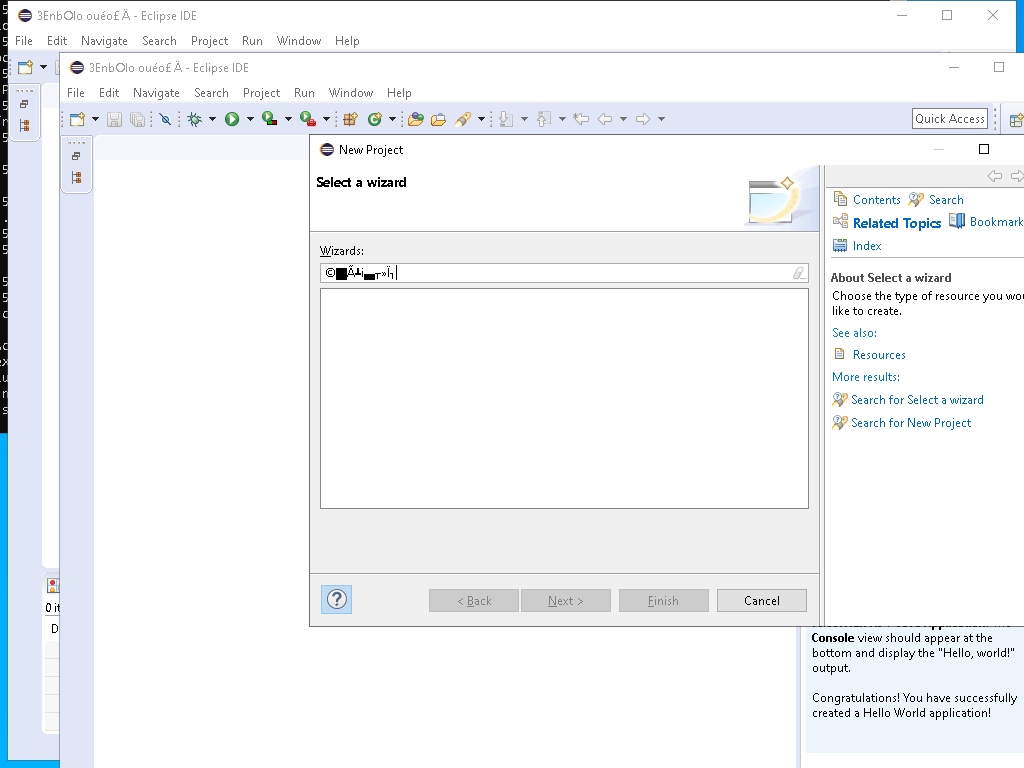 3EnbOlo ouéo£ Ä - Eclipse IDE
File Edit Navigate Search Project Run Window Help
3EnbOlo ouéo£ Ä - Eclipse IDE
File Edit Navigate Search Project Run Window Help
Quick Access
New Project
Select a wizard
Wizards:
< Back Next > Finish Cancel
Contents Search
Related Topics Bookmark
Index
About Select a wizard
Choose the type of resource you
like to create.
See also:
Resources
More results:
Search for Select a wizard
Search for New Project
0
Console view should appear at the
bottom and display the "Hello, world!"
output.
Congratulations! You have successfully
created a Hello World application!